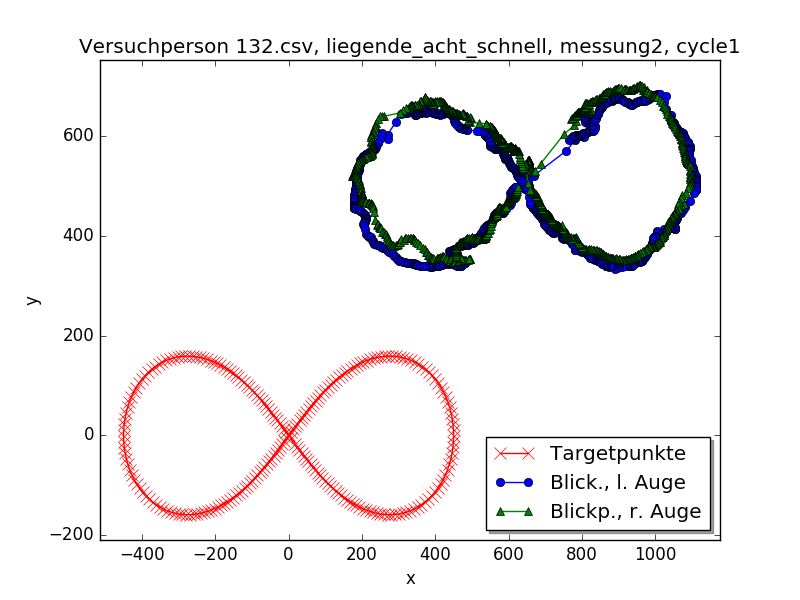 Versuchperson 132.csv, liegende_acht_schnell, messung2, cycle1
y
600
400
200
0
−200
Targetpunkte
Blick., l. Auge
Blickp., r. Auge
−400 −200 0 200 400 600 800 1000
x